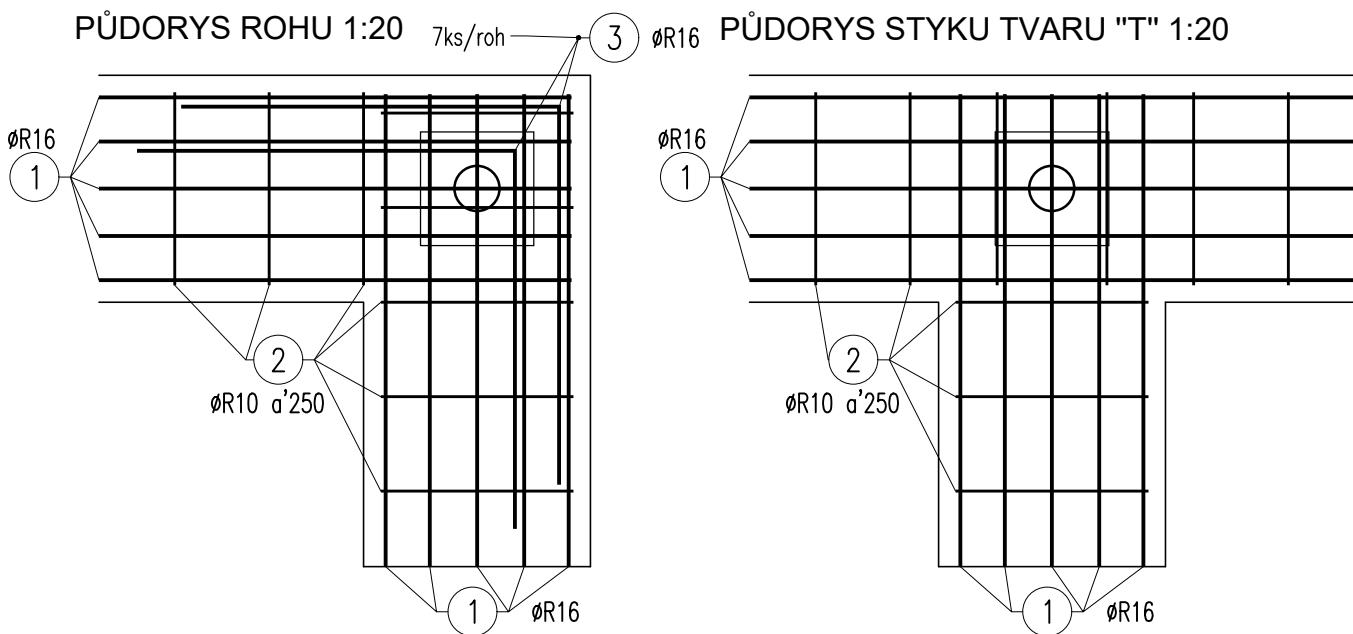 PŮDORYS ROHU 1:20
7ks/roh 3 øR16
øR16
1
2
øR10 a'250
1 øR16
PŮDORYS STYKU TVARU "T" 1:20
øR16
1
2
øR10 a'250
1 øR16